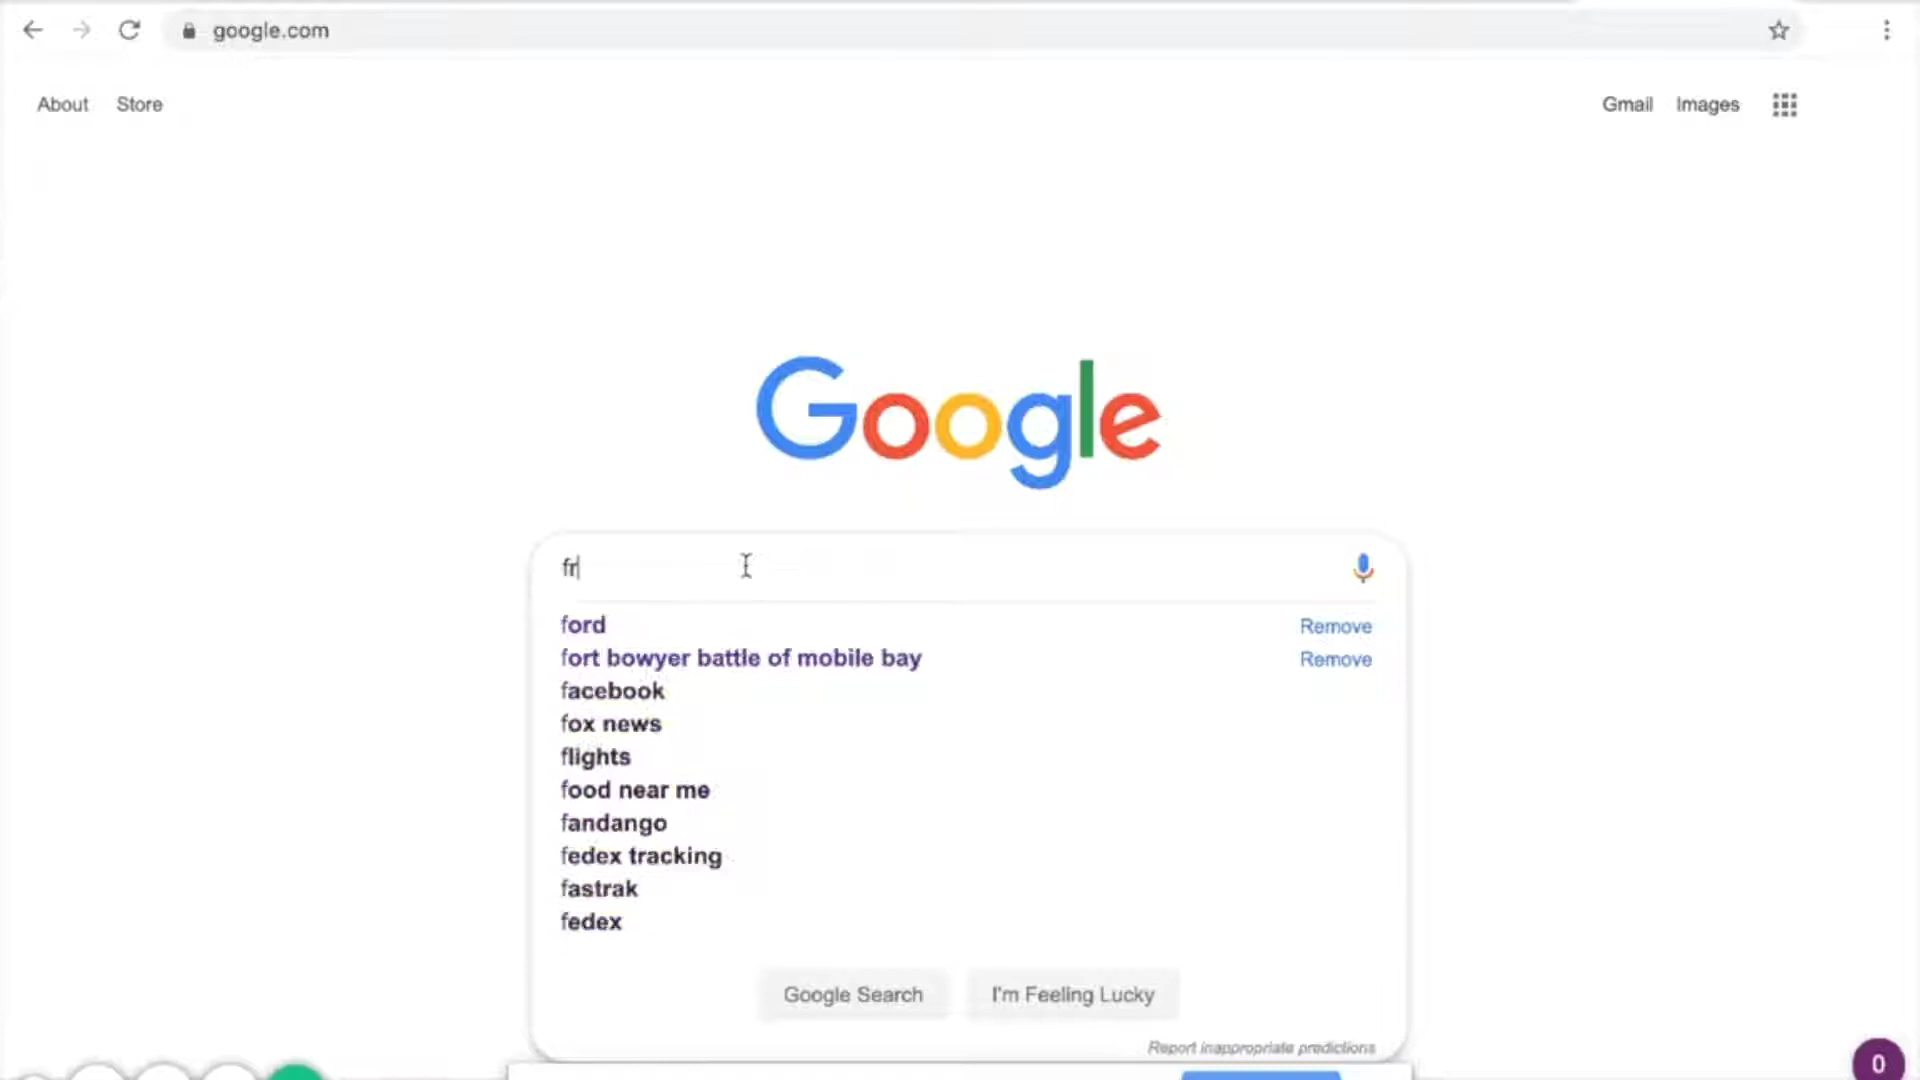 google.com
About Store Gmail Images
Google
fr
ford Remove
fort bowyer battle of mobile bay Remove
facebook
fox news
flights
food near me
fandango
fedex tracking
fastrak
fedex
Google Search I'm Feeling Lucky
Report inappropriate predictions
0